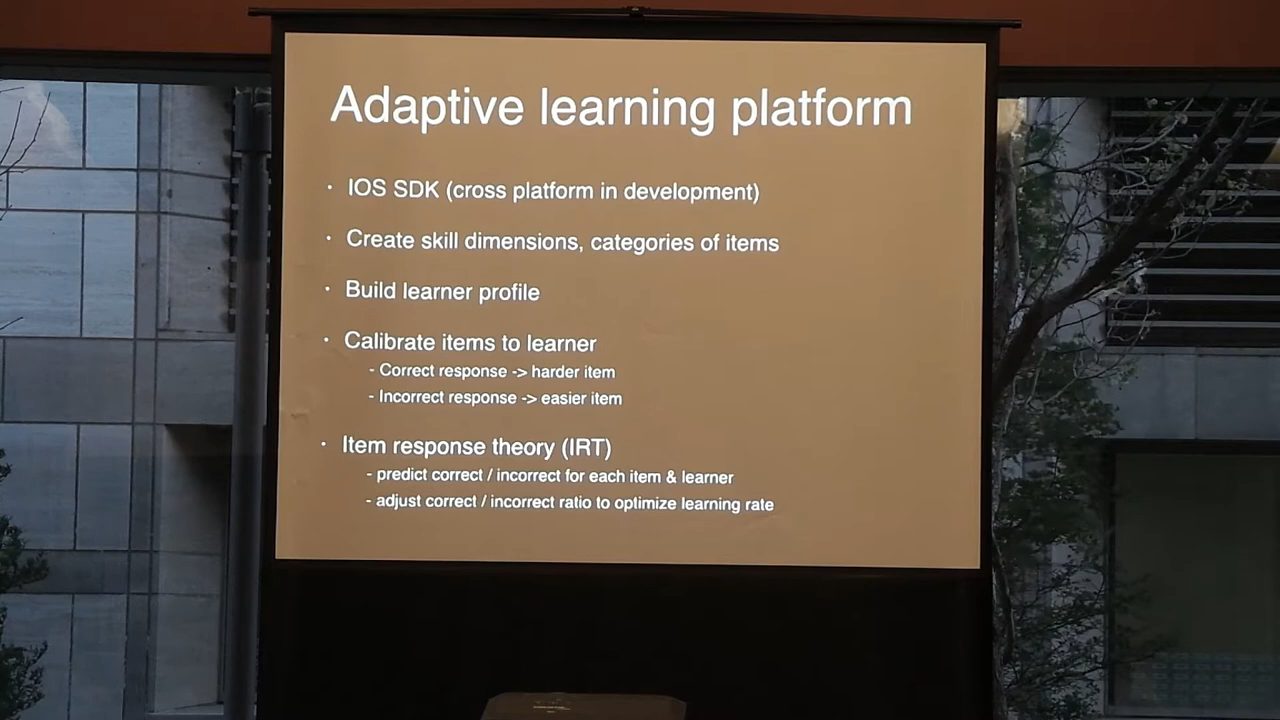 Adaptive learning platform
· IOS SDK (cross platform in development)
· Create skill dimensions, categories of items
· Build learner profile
· Calibrate items to learner
- Correct response -> harder item
- Incorrect response -> easier item
· Item response theory (IRT)
- predict correct / incorrect for each item & learner
- adjust correct / incorrect ratio to optimize learning rate